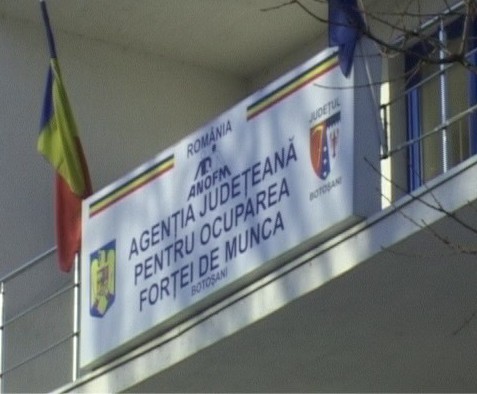 ROMÂNIA
ANOFM
AGENȚIA JUDEȚEANĂ
PENTRU OCUPAREA
FORȚEI DE MUNCA
BOTOȘANI
JUDEȚUL
BOTOȘANI